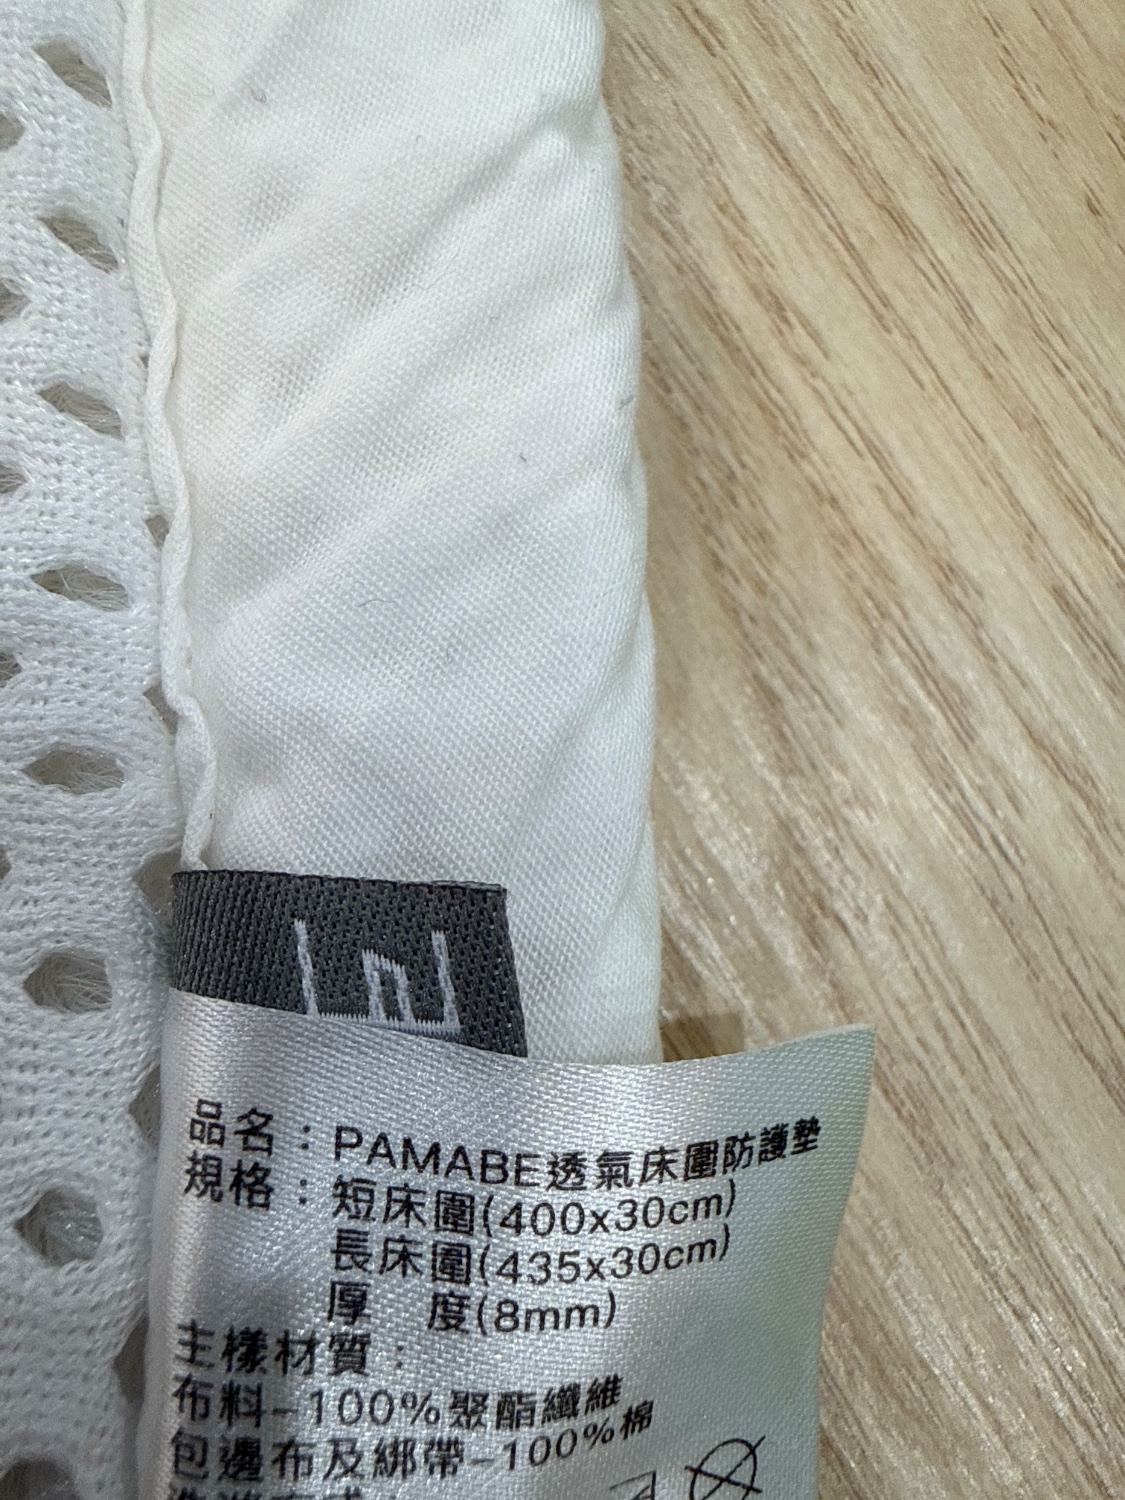 品名：PAMABE透氣床圍防護墊
規格：短床圍(400x30cm)
長床圍(435x30cm)
厚　度(8mm)
主樣材質：
布料-100%聚酯纖維
包邊布及綁帶-100%棉